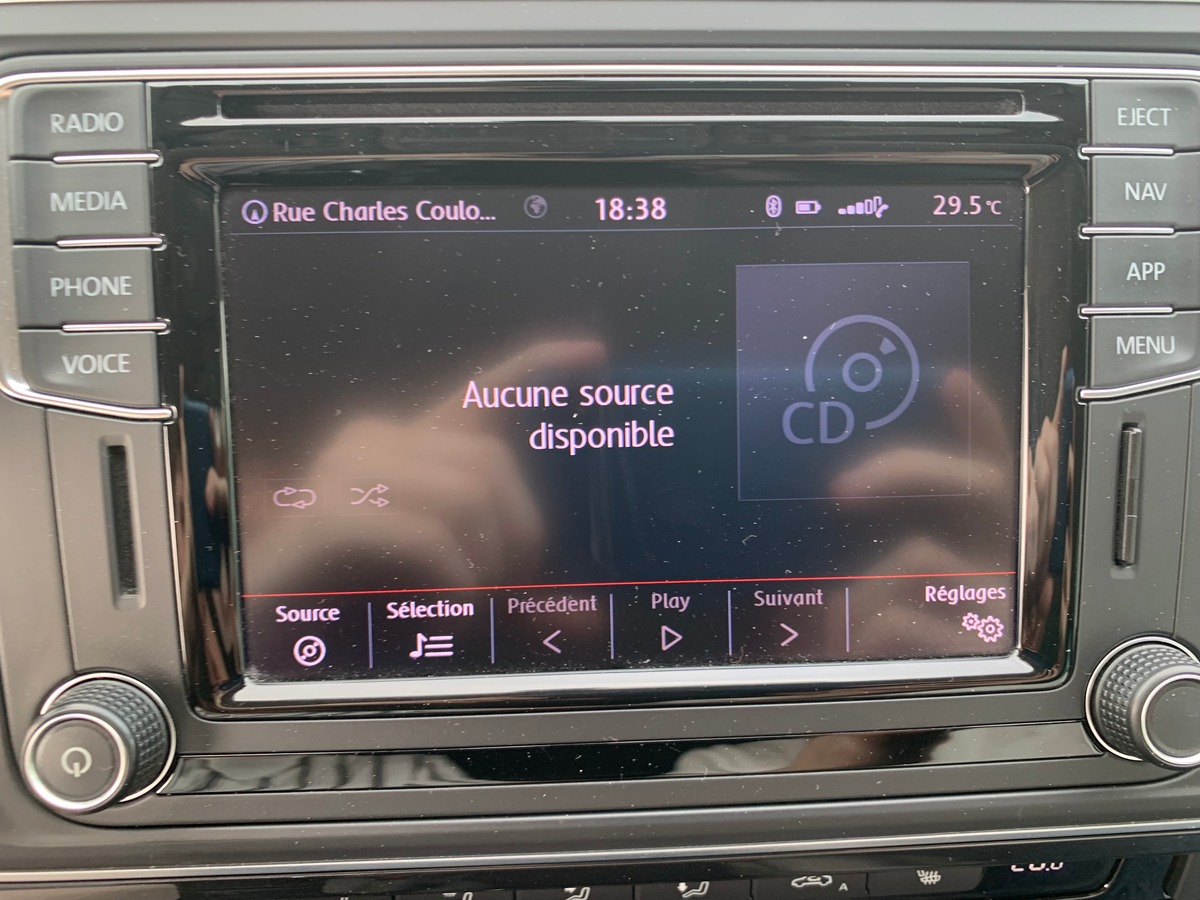 RADIO
MEDIA
PHONE
VOICE
EJECT
NAV
APP
MENU
Rue Charles Coulo... 18:38 29.5°C
Aucune source
disponible
CD
Source Sélection Précédent Play Suivant Réglages
A